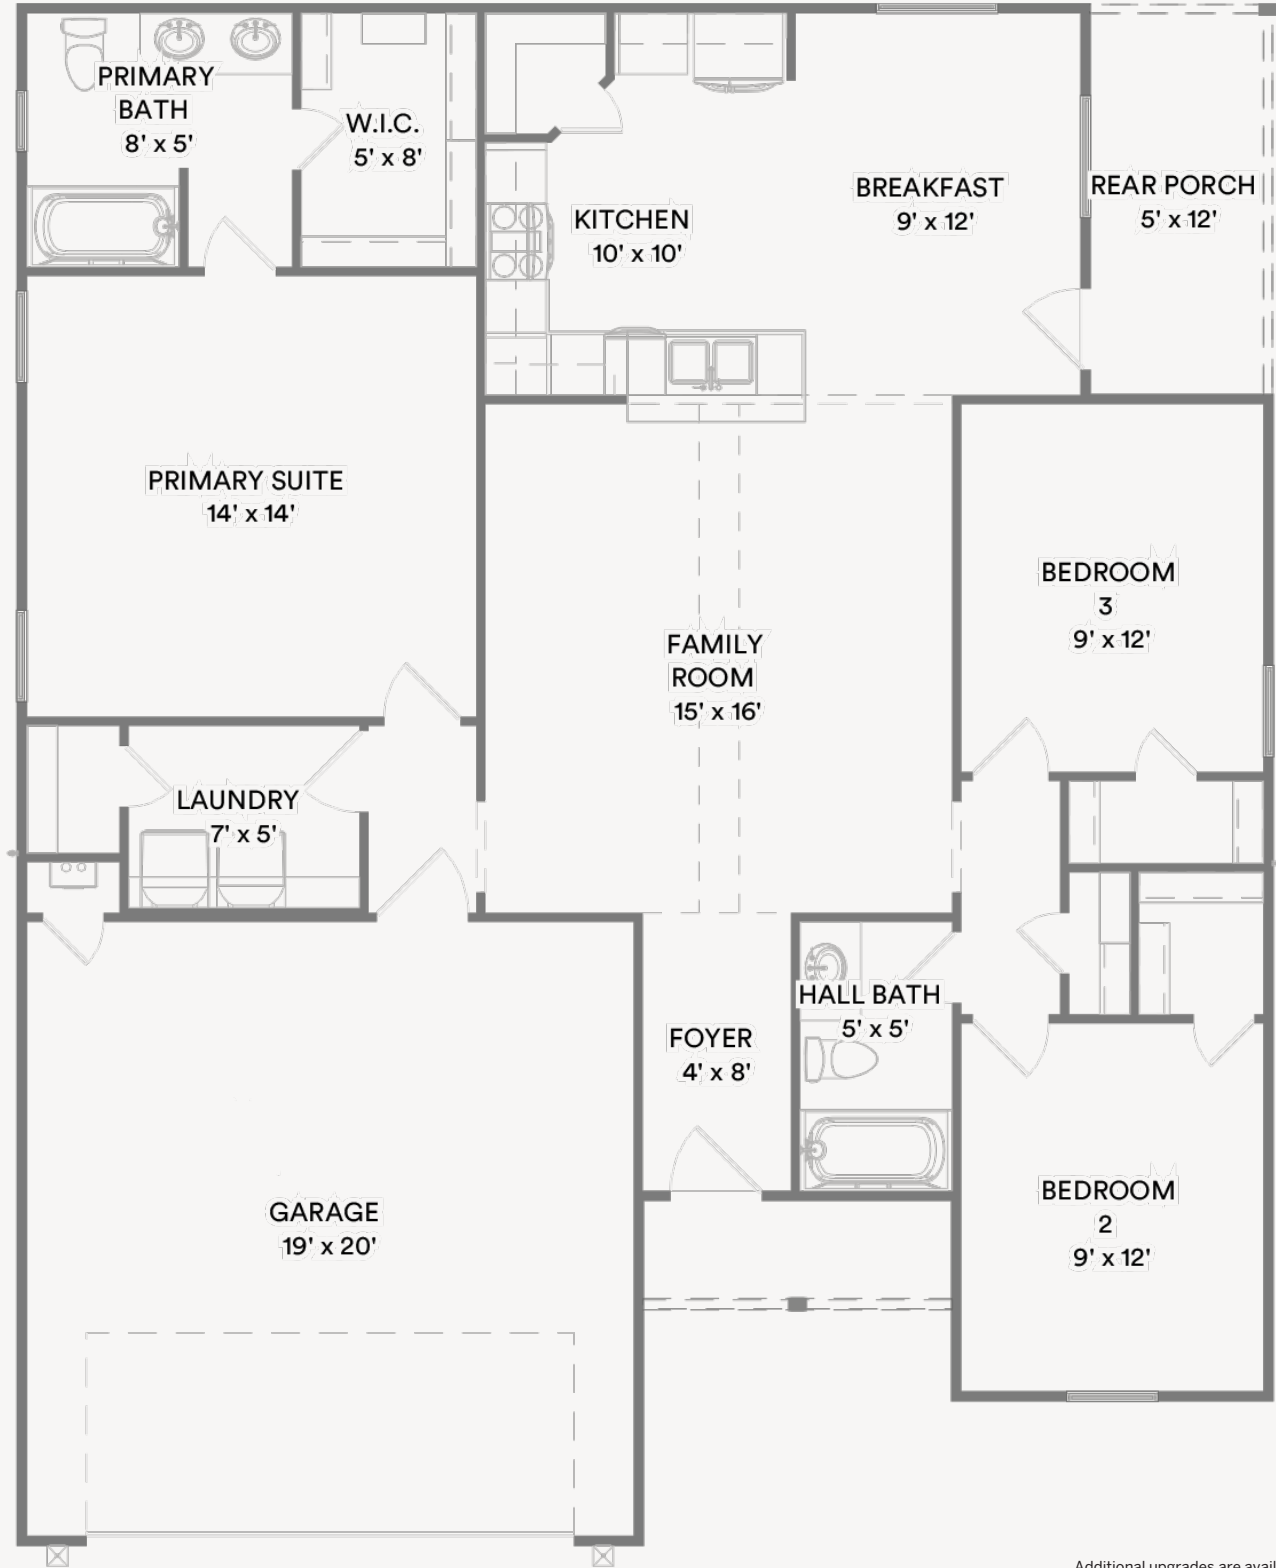 PRIMARY
BATH
8' x 5'
W.I.C.
5' x 8'
KITCHEN
10' x 10'
BREAKFAST
9' x 12'
REAR PORCH
5' x 12'
PRIMARY SUITE
14' x 14'
FAMILY
ROOM
15' x 16'
BEDROOM
3
9' x 12'
LAUNDRY
7' x 5'
HALL BATH
5' x 5'
FOYER
4' x 8'
GARAGE
19' x 20'
BEDROOM
2
9' x 12'
Additional upgrades are avail